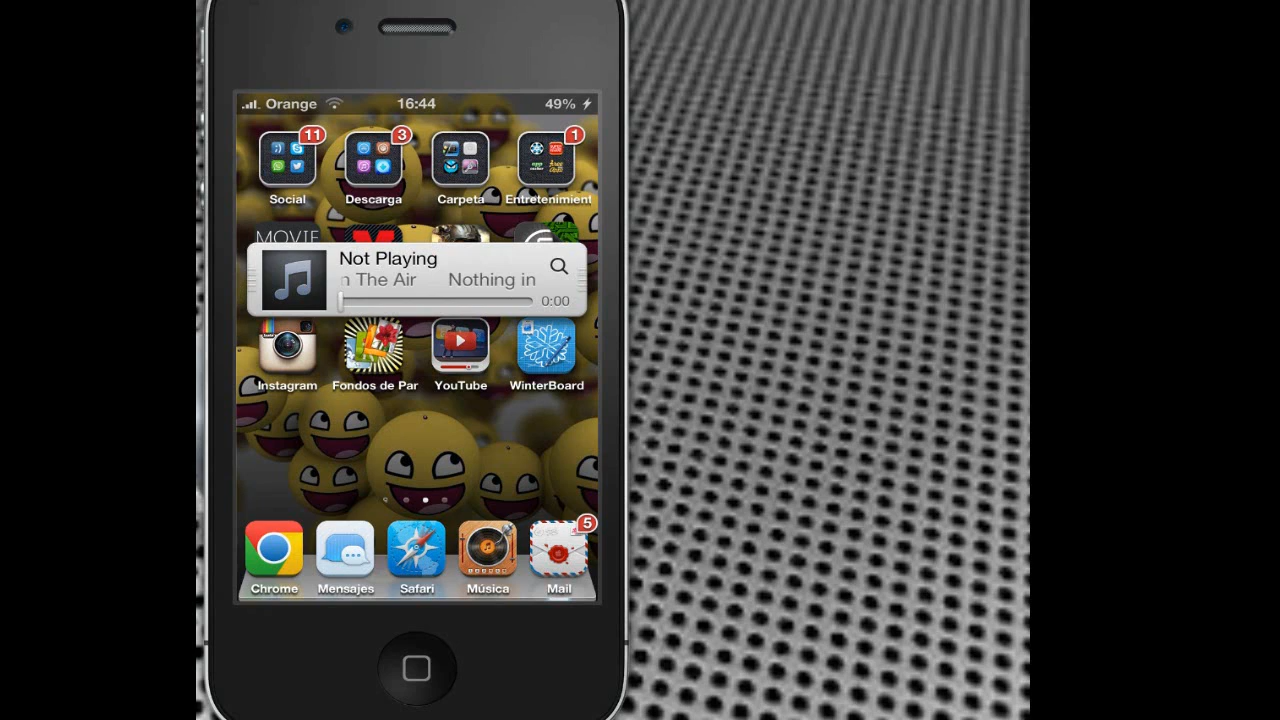 Orange 16:44 49%
11 3 1
Social Descarga Carpeta Entretenimient
MOVIE
Not Playing
n The Air Nothing in
0:00
Instagram Fondos de Par YouTube WinterBoard
5
Chrome Mensajes Safari Música Mail